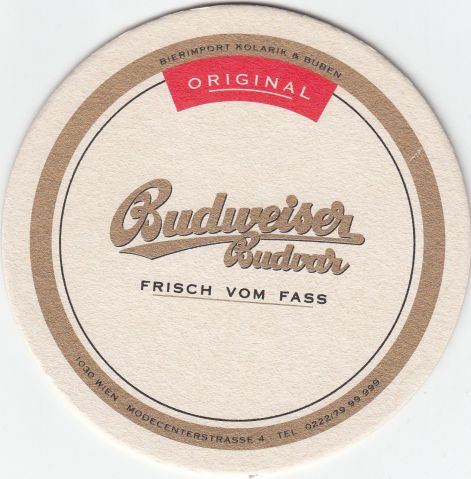 BIERIMPORT KOLARIK & BUBEN
ORIGINAL
Budweiser
Budvar
FRISCH VOM FASS
1030 WIEN · MODECENTERSTRASSE 4 · TEL 0222/79 99 999